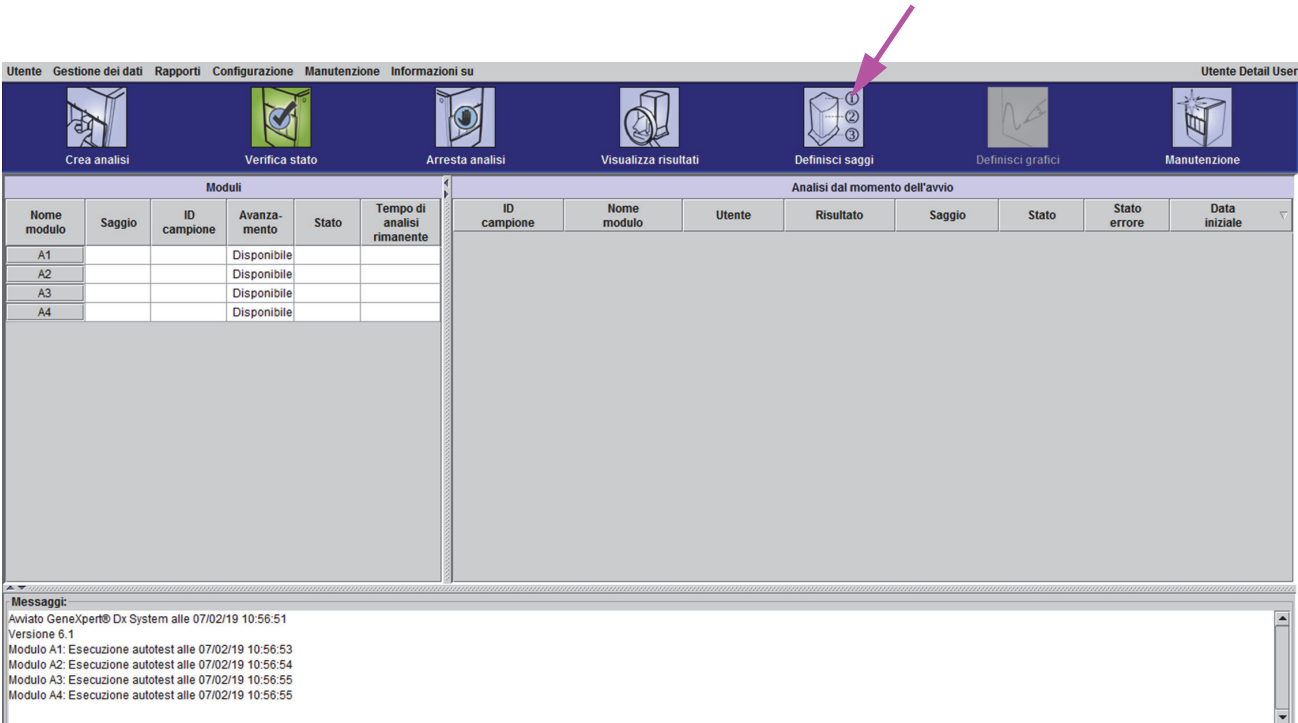 Utente Gestione dei dati Rapporti Configurazione Manutenzione Informazioni su Utente Detail User
Crea analisi Verifica stato Arresta analisi Visualizza risultati Definisci saggi Definisci grafici Manutenzione
1
2
3
Moduli Analisi dal momento dell'avvio
Nome modulo Saggio ID campione Avanza-mento Stato Tempo di analisi rimanente
ID campione Nome modulo Utente Risultato Saggio Stato Stato errore Data iniziale
A1 Disponibile
A2 Disponibile
A3 Disponibile
A4 Disponibile
Messaggi:
Avviato GeneXpert® Dx System alle 07/02/19 10:56:51
Versione 6.1
Modulo A1: Esecuzione autotest alle 07/02/19 10:56:53
Modulo A2: Esecuzione autotest alle 07/02/19 10:56:54
Modulo A3: Esecuzione autotest alle 07/02/19 10:56:55
Modulo A4: Esecuzione autotest alle 07/02/19 10:56:55